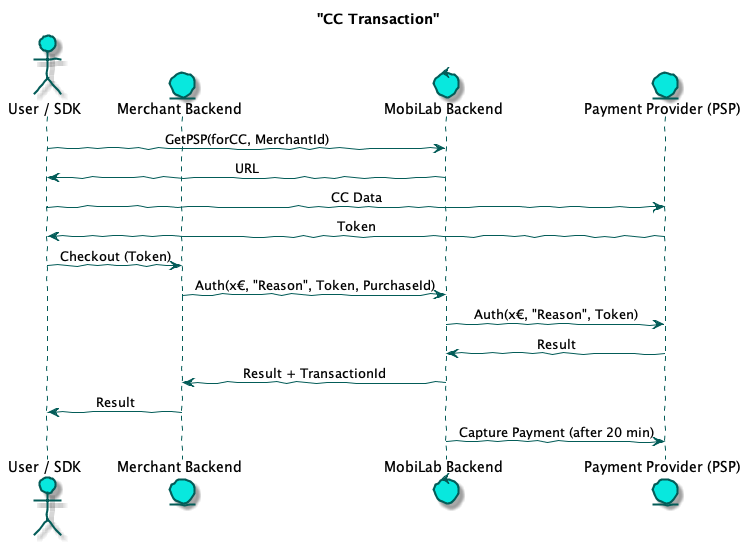 "CC Transaction"
User / SDK Merchant Backend MobiLab Backend Payment Provider (PSP)
GetPSP(forCC, MerchantId)
URL
CC Data
Token
Checkout (Token)
Auth(x€, "Reason", Token, PurchaseId)
Auth(x€, "Reason", Token)
Result
Result + TransactionId
Result
Capture Payment (after 20 min)
User / SDK Merchant Backend MobiLab Backend Payment Provider (PSP)